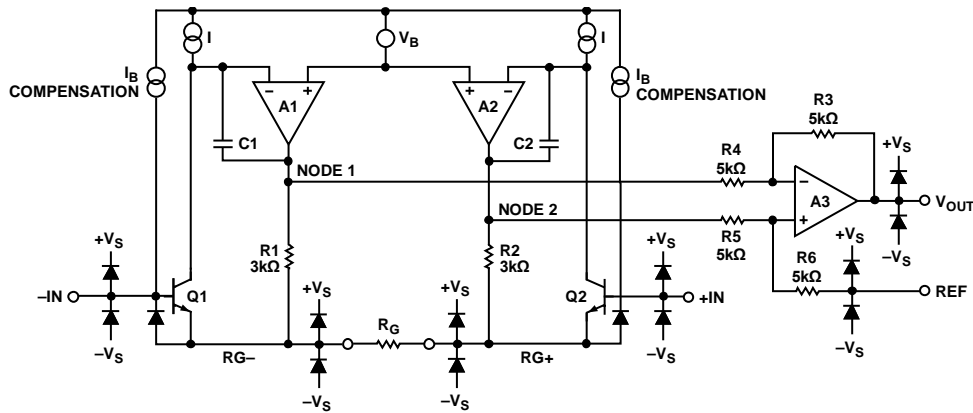 I
V_B
I
I_B
COMPENSATION
I_B
COMPENSATION
− +
A1
+ −
A2
C1
C2
R3
5kΩ
R4
5kΩ
+V_S
NODE 1
−
A3
+
V_OUT
NODE 2
R5
5kΩ
−V_S
R1
3kΩ
R2
3kΩ
R6
5kΩ
+V_S
+V_S
+V_S
−IN
Q1
Q2
+IN
REF
+V_S
+V_S
R_G
−V_S
−V_S
−V_S
RG−
RG+
−V_S
−V_S